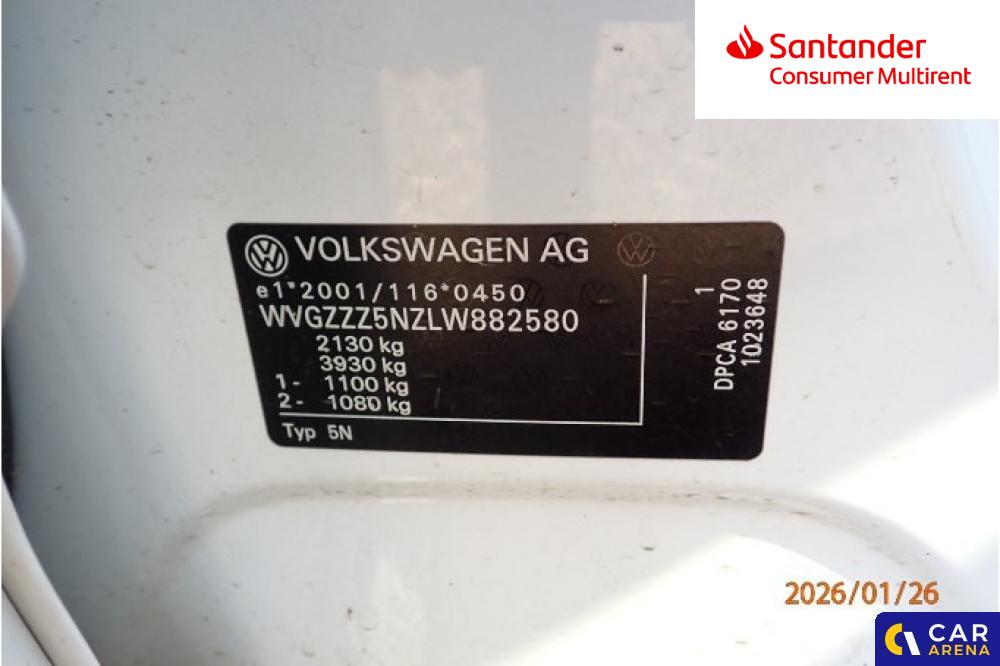 Santander
Consumer Multirent
VOLKSWAGEN AG
e1*2001/116*0450
WVGZZZ5NZLW882580
2130 kg
3930 kg
1- 1100 kg
2- 1080 kg
Typ 5N
1
DPCA 6170
1023648
2026/01/26
CAR
ARENA